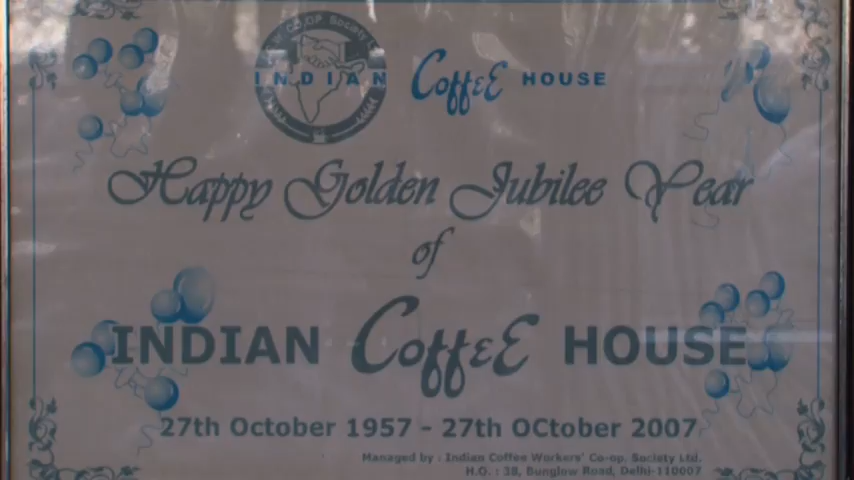 CO.OP Society L
INDIAN Coffee HOUSE
Happy Golden Jubilee Year
of
INDIAN Coffee HOUSE
27th October 1957 - 27th OCtober 2007
Managed by : Indian Coffee Workers' Co-op. Society Ltd.
H.O. : 38, Bunglow Road, Delhi-110007